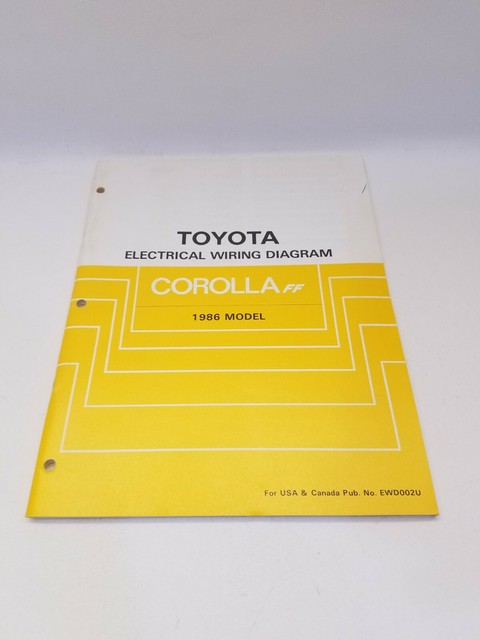 TOYOTA
ELECTRICAL WIRING DIAGRAM
COROLLA FF
1986 MODEL
For USA & Canada Pub. No. EWD002U